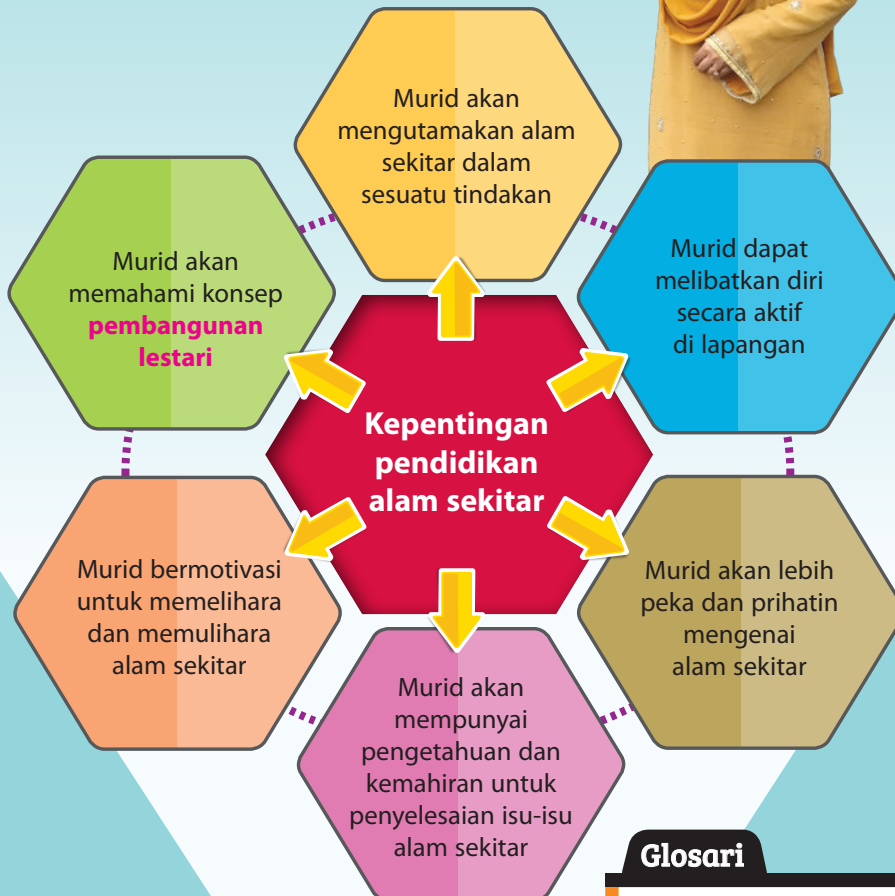 Murid akan
mengutamakan alam
sekitar dalam
sesuatu tindakan
Murid akan
memahami konsep
pembangunan
lestari
Murid dapat
melibatkan diri
secara aktif
di lapangan
Kepentingan
pendidikan
alam sekitar
Murid bermotivasi
untuk memelihara
dan memulihara
alam sekitar
Murid akan lebih
peka dan prihatin
mengenai
alam sekitar
Murid akan
mempunyai
pengetahuan dan
kemahiran untuk
penyelesaian isu-isu
alam sekitar
Glosari